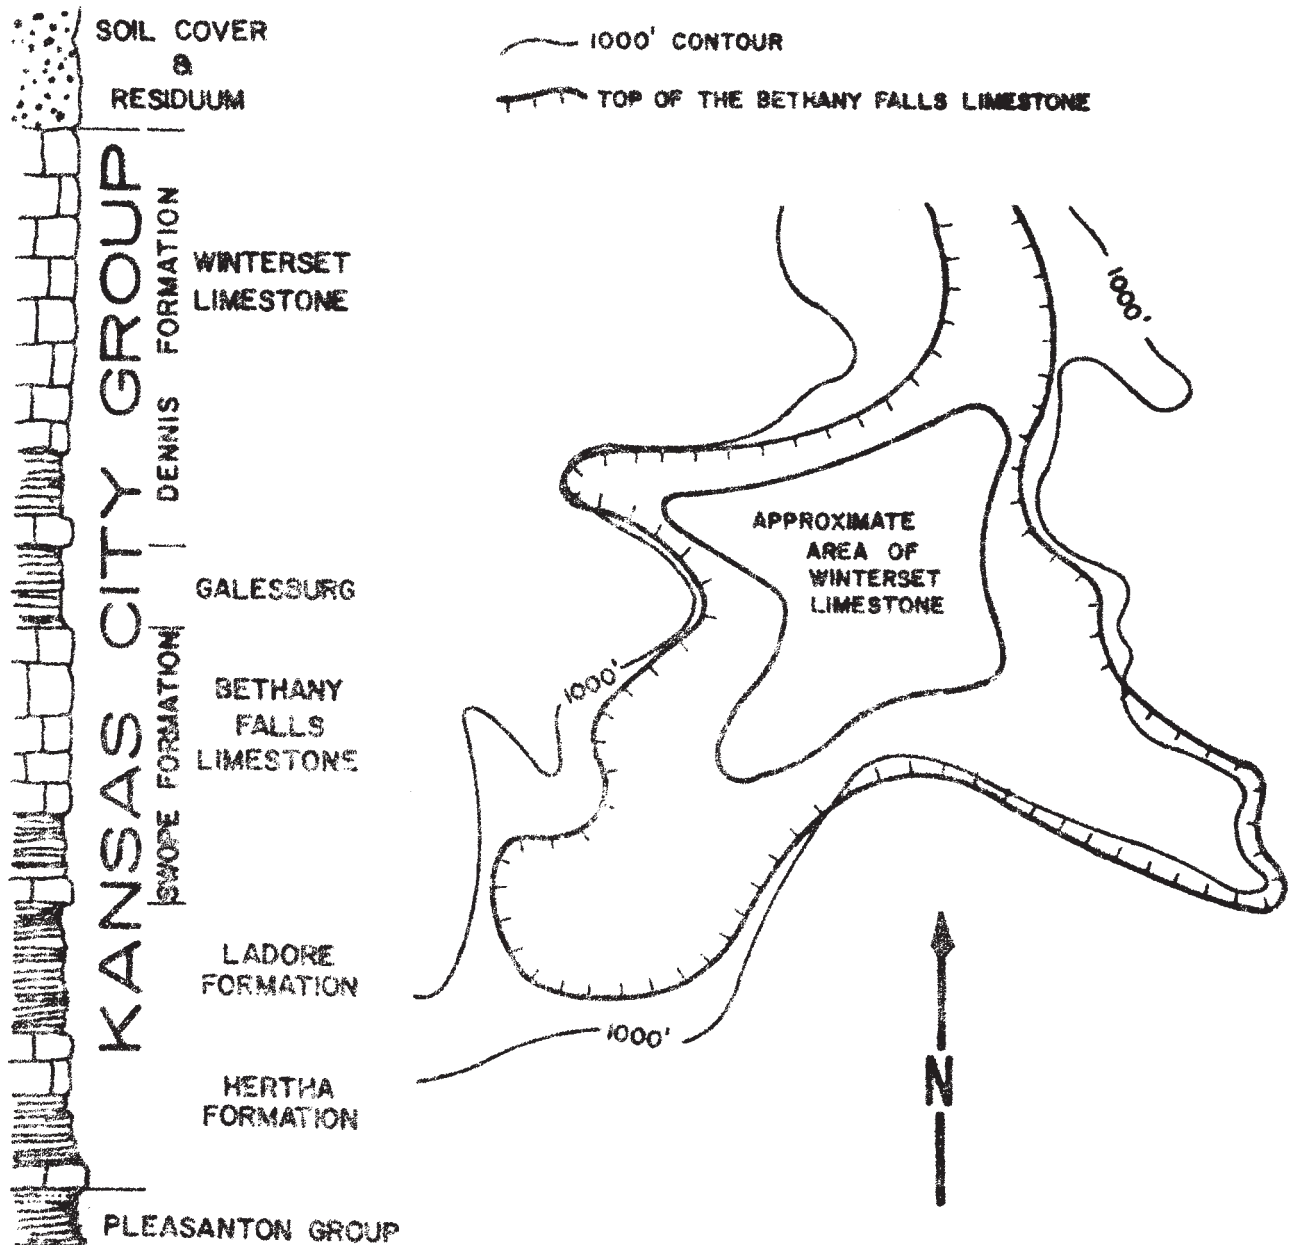 SOIL COVER
&
RESIDUUM
1000' CONTOUR
TOP OF THE BETHANY FALLS LIMESTONE
KANSAS CITY GROUP
DENNIS FORMATION
WINTERSET
LIMESTONE
GALESBURG
SWOPE FORMATION
BETHANY
FALLS
LIMESTONE
LADORE
FORMATION
HERTHA
FORMATION
PLEASANTON GROUP
1000'
APPROXIMATE
AREA OF
WINTERSET
LIMESTONE
1000'
1000'
N